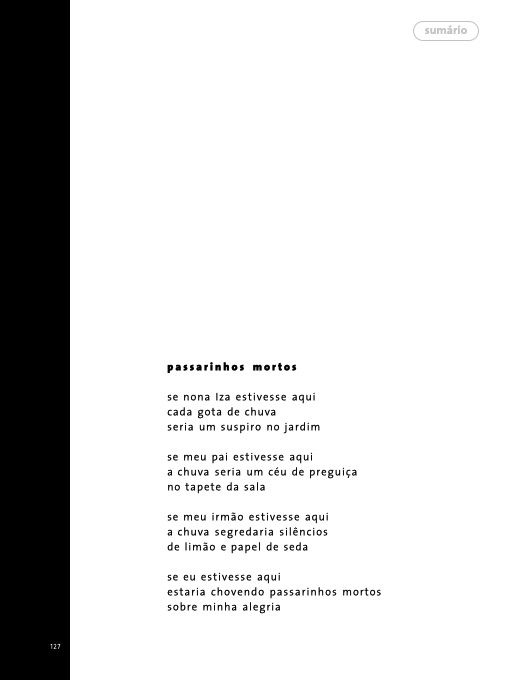 sumário
passarinhos mortos
se nona Iza estivesse aqui
cada gota de chuva
seria um suspiro no jardim
se meu pai estivesse aqui
a chuva seria um céu de preguiça
no tapete da sala
se meu irmão estivesse aqui
a chuva segredaria silêncios
de limão e papel de seda
se eu estivesse aqui
estaria chovendo passarinhos mortos
sobre minha alegria
127